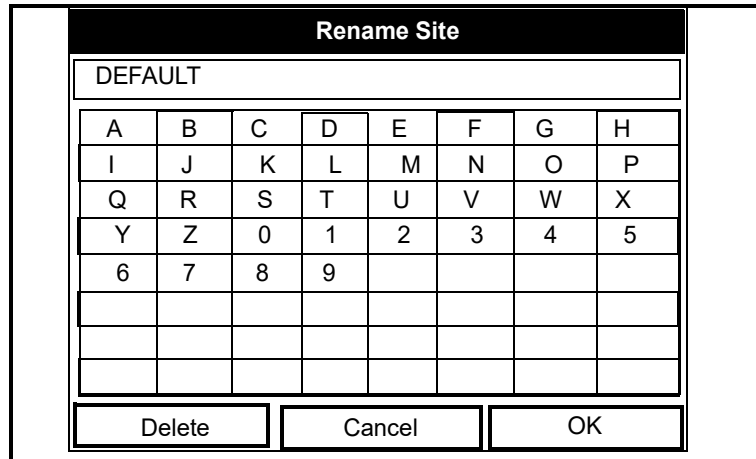 Rename Site
DEFAULT
A B C D E F G H
I J K L M N O P
Q R S T U V W X
Y Z 0 1 2 3 4 5
6 7 8 9
Delete Cancel OK